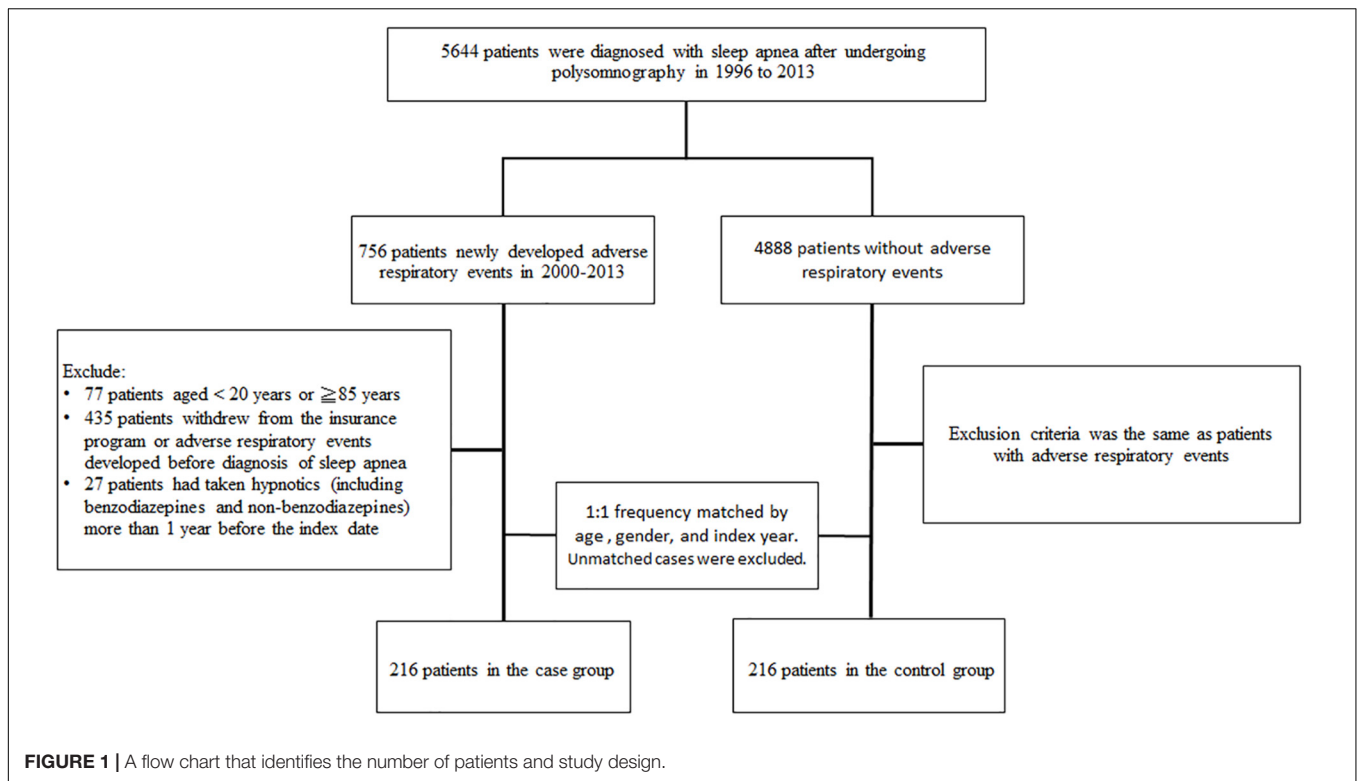 5644 patients were diagnosed with sleep apnea after undergoing
polysomnography in 1996 to 2013
756 patients newly developed adverse
respiratory events in 2000-2013
4888 patients without adverse
respiratory events
Exclude:
• 77 patients aged < 20 years or ≧85 years
• 435 patients withdrew from the insurance
program or adverse respiratory events
developed before diagnosis of sleep apnea
• 27 patients had taken hypnotics (including
benzodiazepines and non-benzodiazepines)
more than 1 year before the index date
Exclusion criteria was the same as patients
with adverse respiratory events
1:1 frequency matched by
age , gender, and index year.
Unmatched cases were excluded.
216 patients in the case group
216 patients in the control group
FIGURE 1 | A flow chart that identifies the number of patients and study design.